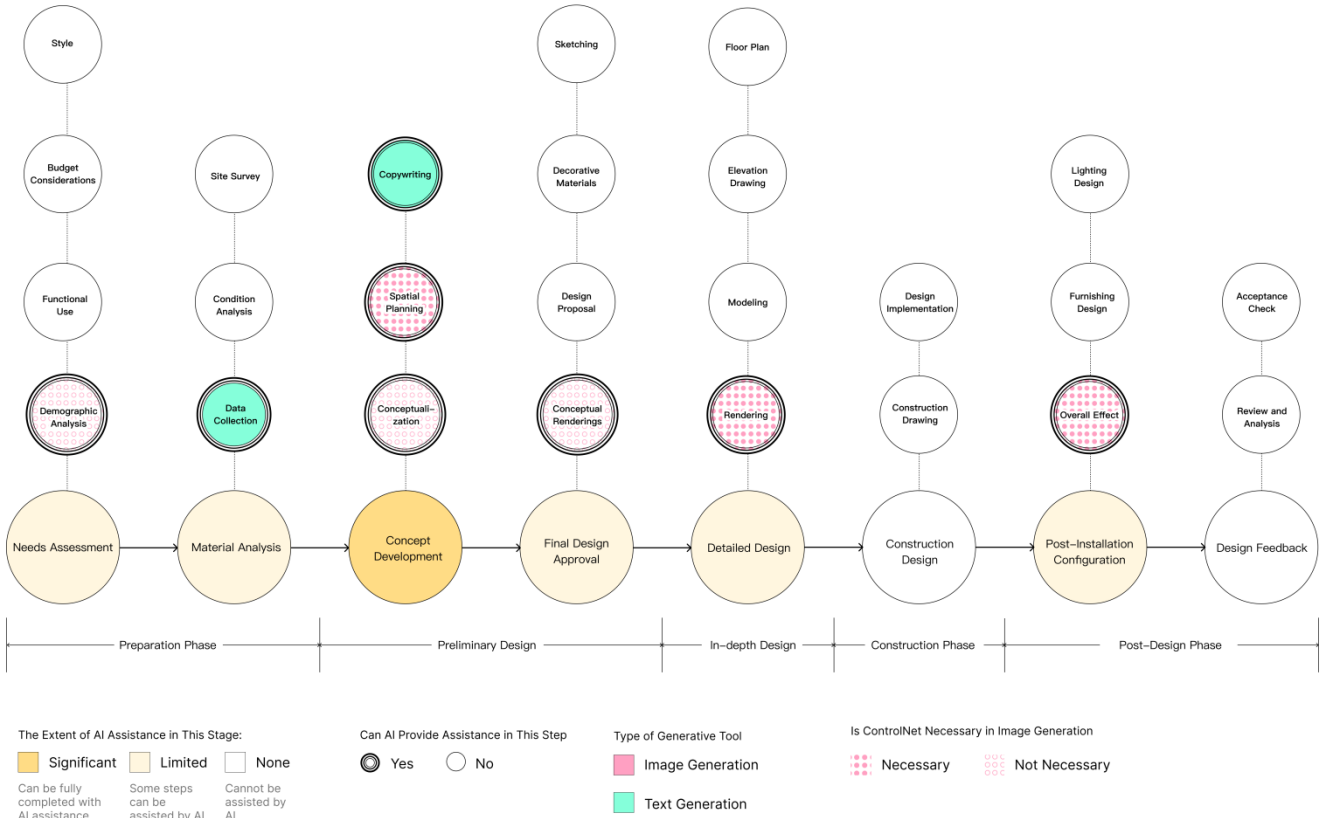 Style
Sketching
Floor Plan
Budget
Considerations
Site Survey
Copywriting
Decorative
Materials
Elevation
Drawing
Lighting
Design
Functional
Use
Condition
Analysis
Spatial
Planning
Design
Proposal
Modeling
Design
Implementation
Furnishing
Design
Acceptance
Check
Demographic
Analysis
Data
Collection
Conceptuali-
zation
Conceptual
Renderings
Rendering
Construction
Drawing
Overall Effect
Review and
Analysis
Needs Assessment
Material Analysis
Concept
Development
Final Design
Approval
Detailed Design
Construction
Design
Post-Installation
Configuration
Design Feedback
Preparation Phase
Preliminary Design
In-depth Design
Construction Phase
Post-Design Phase
The Extent of AI Assistance in This Stage:
Significant
Limited
None
Can be fully
completed with
AI assistance
Some steps
can be
assisted by AI
Cannot be
assisted by
AI
Can AI Provide Assistance in This Step
Yes
No
Type of Generative Tool
Image Generation
Text Generation
Is ControlNet Necessary in Image Generation
Necessary
Not Necessary